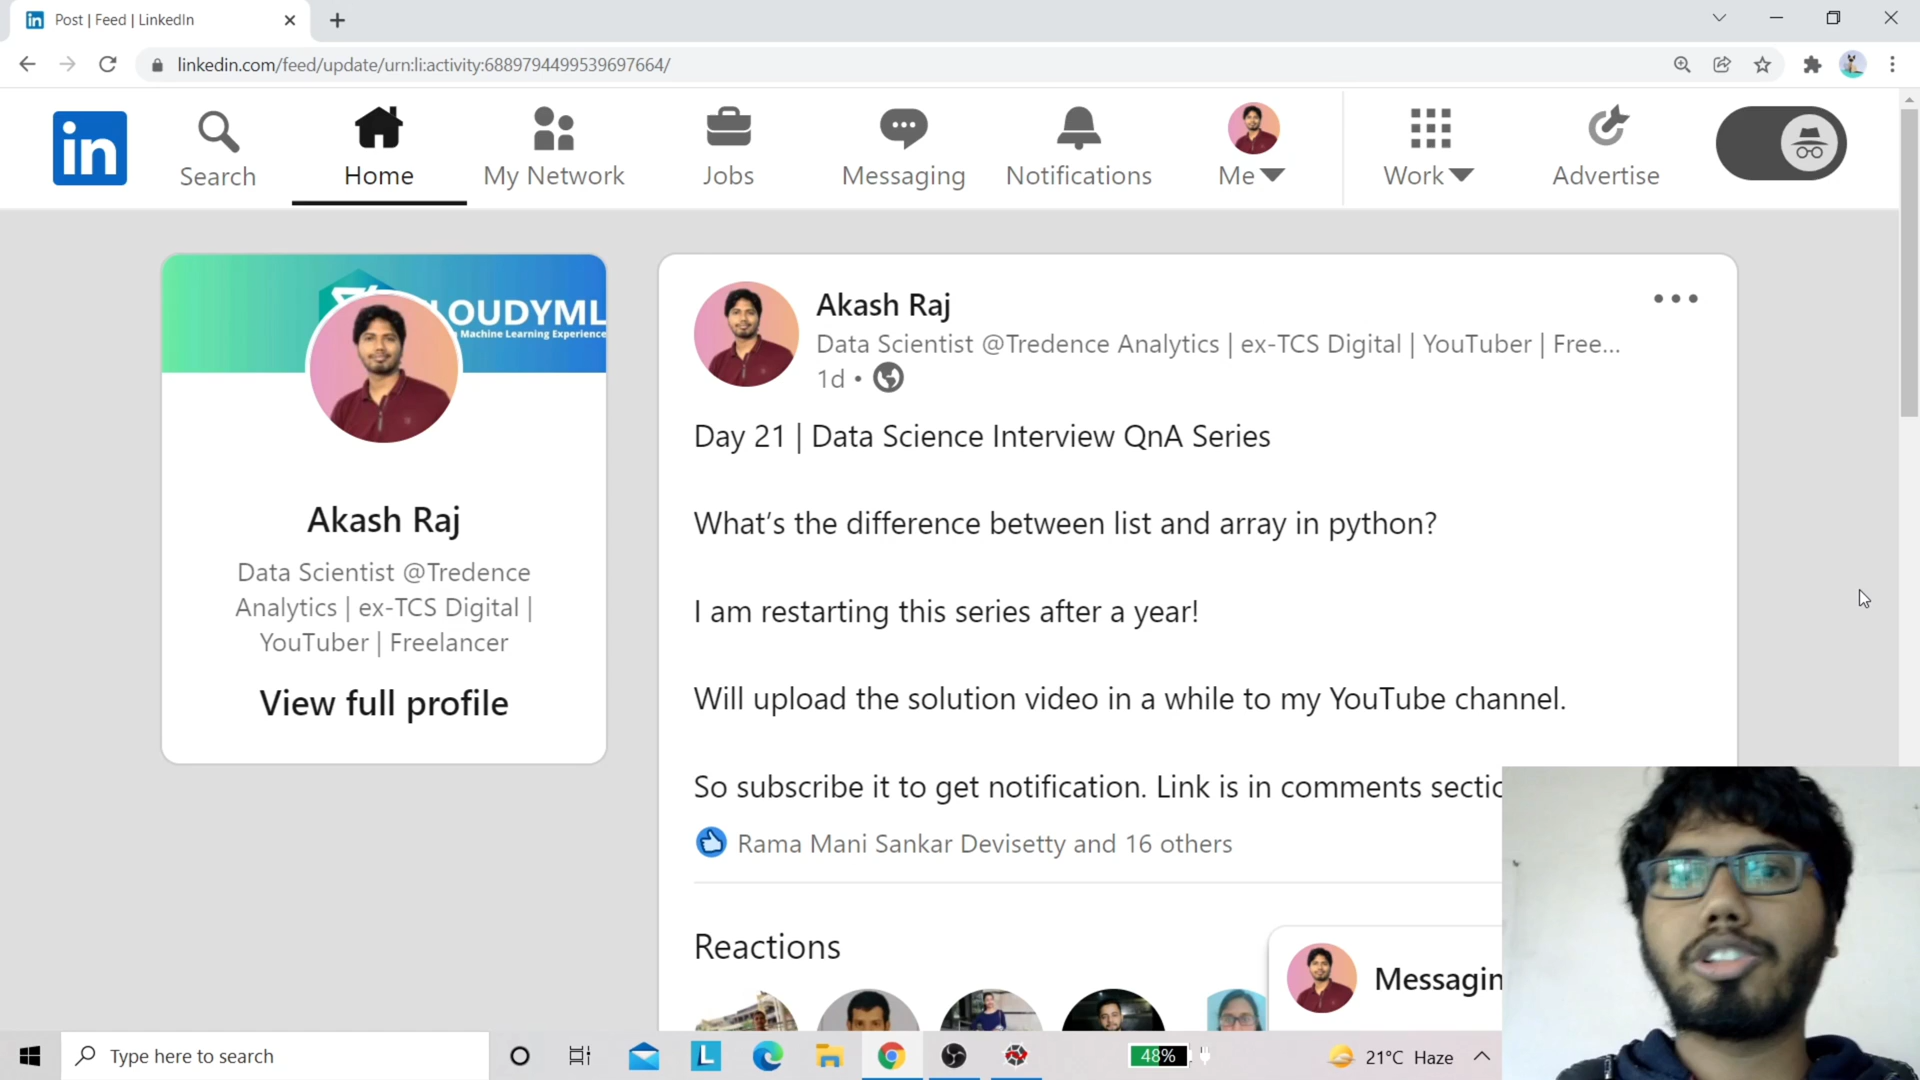 Post | Feed | LinkedIn
linkedin.com/feed/update/urn:li:activity:6889794499539697664/
in
Search
Home
My Network
Jobs
Messaging
Notifications
Me
Work
Advertise
LOUDYML
Machine Learning Experience
Akash Raj
Data Scientist @Tredence
Analytics | ex-TCS Digital |
YouTuber | Freelancer
View full profile
Akash Raj
Data Scientist @Tredence Analytics | ex-TCS Digital | YouTuber | Free...
1d •
Day 21 | Data Science Interview QnA Series
What's the difference between list and array in python?
I am restarting this series after a year!
Will upload the solution video in a while to my YouTube channel.
So subscribe it to get notification. Link is in comments sectio
Rama Mani Sankar Devisetty and 16 others
Reactions
Messagin
Type here to search
L
48%
21°C Haze